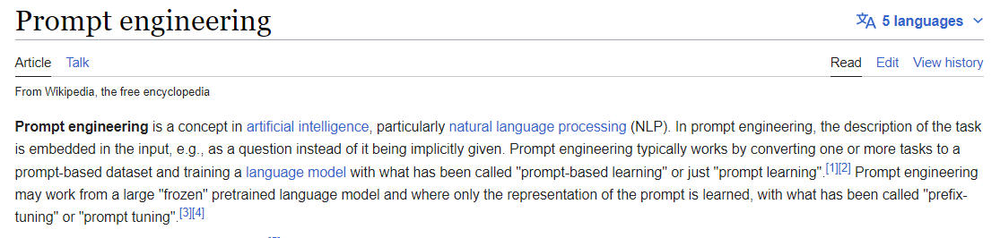 Prompt engineering
5 languages
Article Talk Read Edit View history
From Wikipedia, the free encyclopedia
Prompt engineering is a concept in artificial intelligence, particularly natural language processing (NLP). In prompt engineering, the description of the task
is embedded in the input, e.g., as a question instead of it being implicitly given. Prompt engineering typically works by converting one or more tasks to a
prompt-based dataset and training a language model with what has been called "prompt-based learning" or just "prompt learning".[1][2] Prompt engineering
may work from a large "frozen" pretrained language model and where only the representation of the prompt is learned, with what has been called "prefix-
tuning" or "prompt tuning".[3][4]